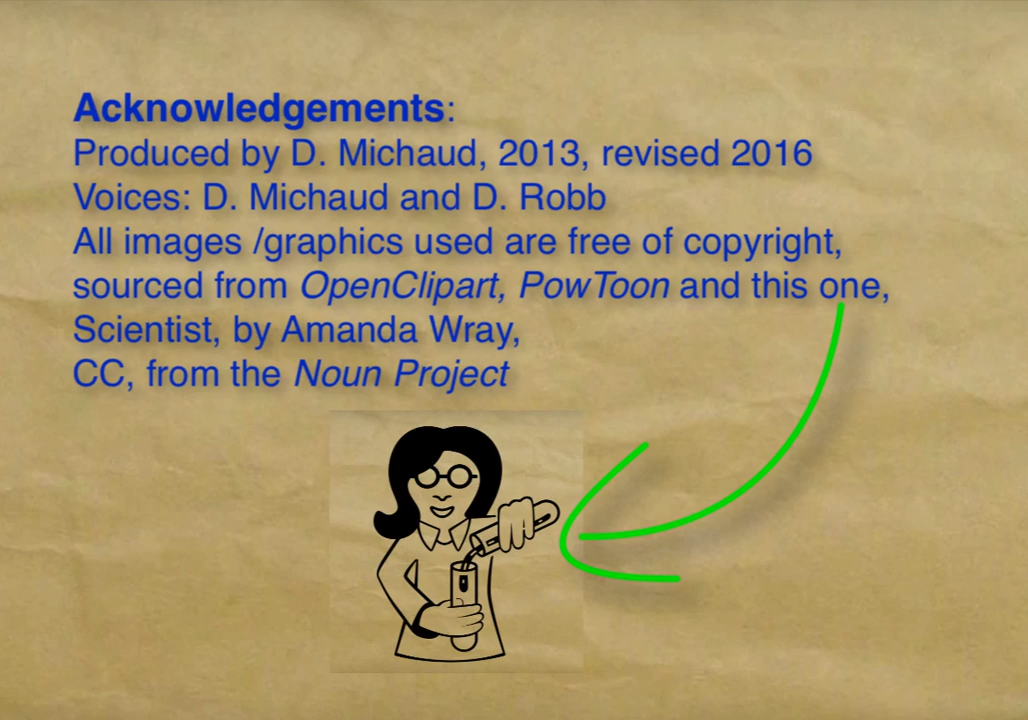 Acknowledgements:
Produced by D. Michaud, 2013, revised 2016
Voices: D. Michaud and D. Robb
All images /graphics used are free of copyright,
sourced from OpenClipart, PowToon and this one,
Scientist, by Amanda Wray,
CC, from the Noun Project